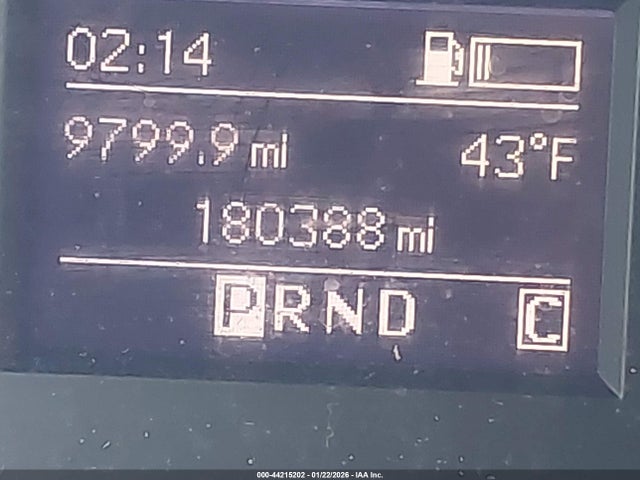 02:14
9799.9 mi 43°F
180388 mi
PRND C
000-44215202 - 01/22/2026 - IAA Inc.